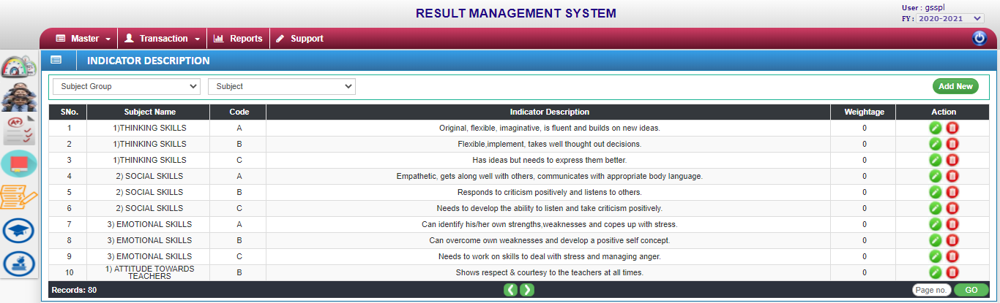 RESULT MANAGEMENT SYSTEM
User : gsspl
FY : 2020-2021
Master Transaction Reports Support
INDICATOR DESCRIPTION
Subject Group Subject Add New
SNo. Subject Name Code Indicator Description Weightage Action
1 1)THINKING SKILLS A Original, flexible, imaginative, is fluent and builds on new ideas. 0
2 1)THINKING SKILLS B Flexible,implement, takes well thought out decisions. 0
3 1)THINKING SKILLS C Has ideas but needs to express them better. 0
4 2) SOCIAL SKILLS A Empathetic, gets along well with others, communicates with appropriate body language. 0
5 2) SOCIAL SKILLS B Responds to criticism positively and listens to others. 0
6 2) SOCIAL SKILLS C Needs to develop the ability to listen and take criticism positively. 0
7 3) EMOTIONAL SKILLS A Can identify his/her own strengths,weaknesses and copes up with stress. 0
8 3) EMOTIONAL SKILLS B Can overcome own weaknesses and develop a positive self concept. 0
9 3) EMOTIONAL SKILLS C Needs to work on skills to deal with stress and managing anger. 0
10 1) ATTITUDE TOWARDS TEACHERS B Shows respect & courtesy to the teachers at all times. 0
Records: 80 Page no. GO
A+